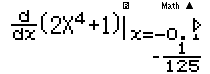 R Math ▲
d/dx(2X⁴+1)|x=-0.
-1/125